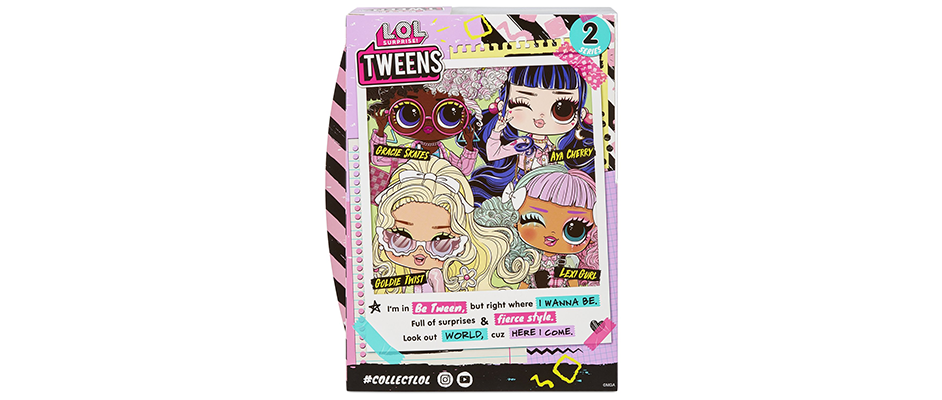 LOL
SURPRISE!
TWEENS
2
SERIES
GRACIE SKATES
AYA CHERRY
GOLDIE TWIST
LEXI GURL
I'm in Be Tween, but right where I WANNA BE.
Full of surprises & fierce style.
Look out WORLD, cuz HERE I COME.
#COLLECTLOL
©MGA